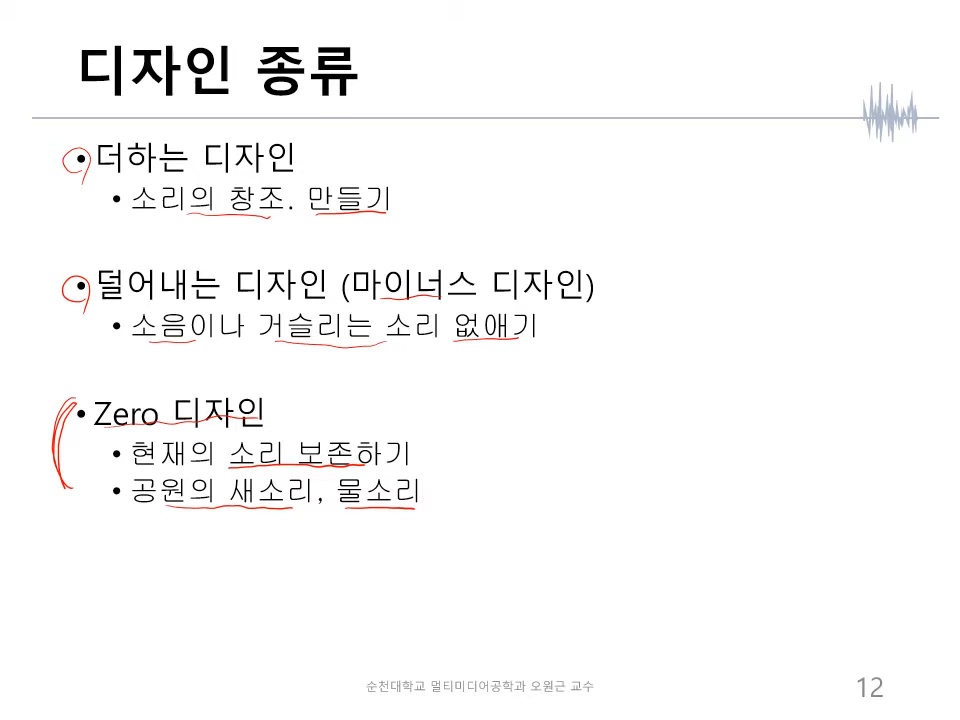 디자인 종류
• 더하는 디자인
• 소리의 창조. 만들기
• 덜어내는 디자인 (마이너스 디자인)
• 소음이나 거슬리는 소리 없애기
• Zero 디자인
• 현재의 소리 보존하기
• 공원의 새소리, 물소리
순천대학교 멀티미디어공학과 오원근 교수
12